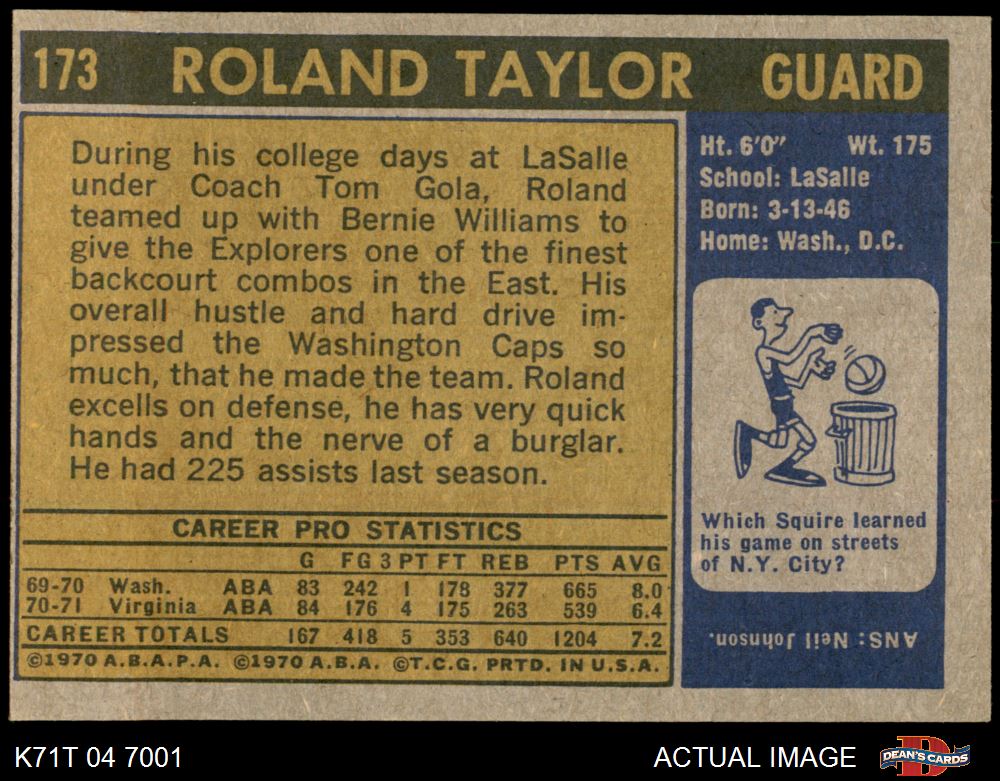 173 ROLAND TAYLOR GUARD
During his college days at LaSalle
under Coach Tom Gola, Roland
teamed up with Bernie Williams to
give the Explorers one of the finest
backcourt combos in the East. His
overall hustle and hard drive im-
pressed the Washington Caps so
much, that he made the team. Roland
excells on defense, he has very quick
hands and the nerve of a burglar.
He had 225 assists last season.
CAREER PRO STATISTICS
G FG 3 PT FT REB PTS AVG
69-70 Wash. ABA 83 242 1 178 377 665 8.0
70-71 Virginia ABA 84 176 4 175 263 539 6.4
CAREER TOTALS 167 418 5 353 640 1204 7.2
©1970 A.B.A.P.A. ©1970 A.B.A. ©T.C.G. PRTD. IN U.S.A.
Ht. 6'0" Wt. 175
School: LaSalle
Born: 3-13-46
Home: Wash., D.C.
Which Squire learned
his game on streets
of N.Y. City?
ANS: Neil Johnson.
K71T 04 7001 ACTUAL IMAGE DEAN'S CARDS